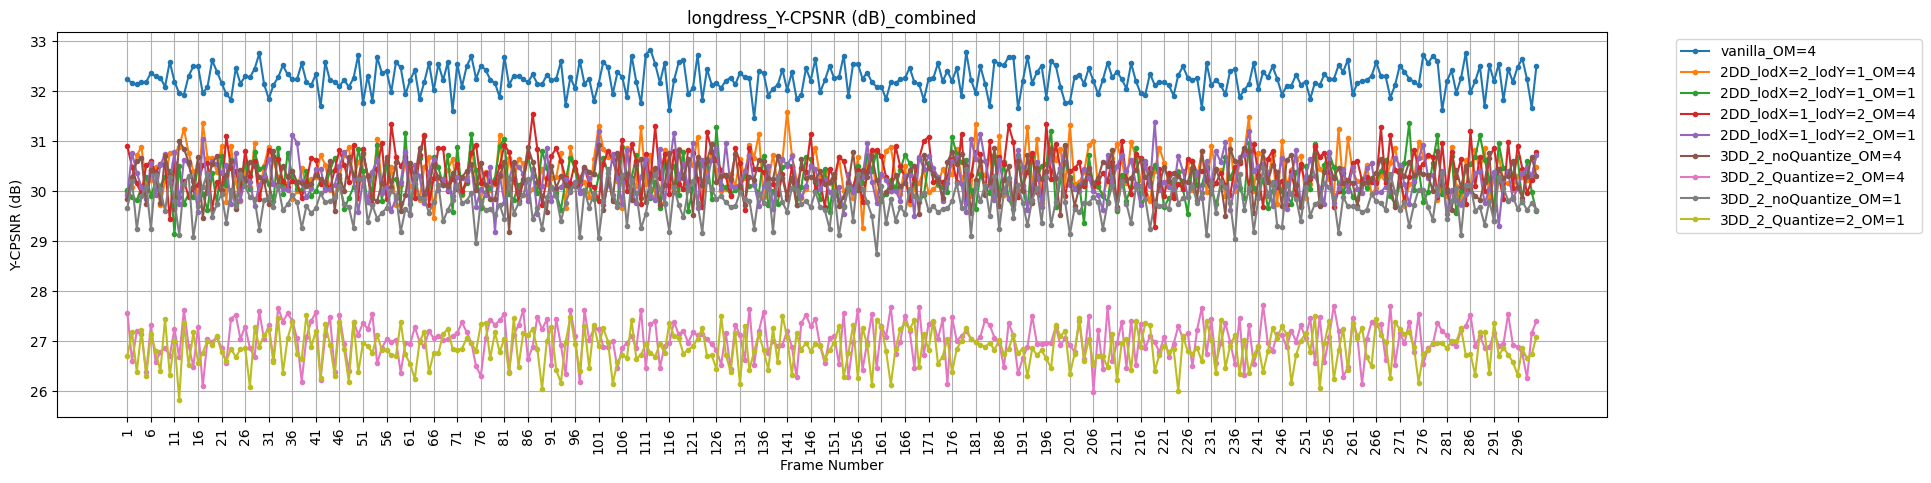 longdress_Y-CPSNR (dB)_combined
33
32
31
30
29
28
27
26
Y-CPSNR (dB)
1 6 11 16 21 26 31 36 41 46 51 56 61 66 71 76 81 86 91 96 101 106 111 116 121 126 131 136 141 146 151 156 161 166 171 176 181 186 191 196 201 206 211 216 221 226 231 236 241 246 251 256 261 266 271 276 281 286 291 296
Frame Number
vanilla_OM=4
2DD_lodX=2_lodY=1_OM=4
2DD_lodX=2_lodY=1_OM=1
2DD_lodX=1_lodY=2_OM=4
2DD_lodX=1_lodY=2_OM=1
3DD_2_noQuantize_OM=4
3DD_2_Quantize=2_OM=4
3DD_2_noQuantize_OM=1
3DD_2_Quantize=2_OM=1